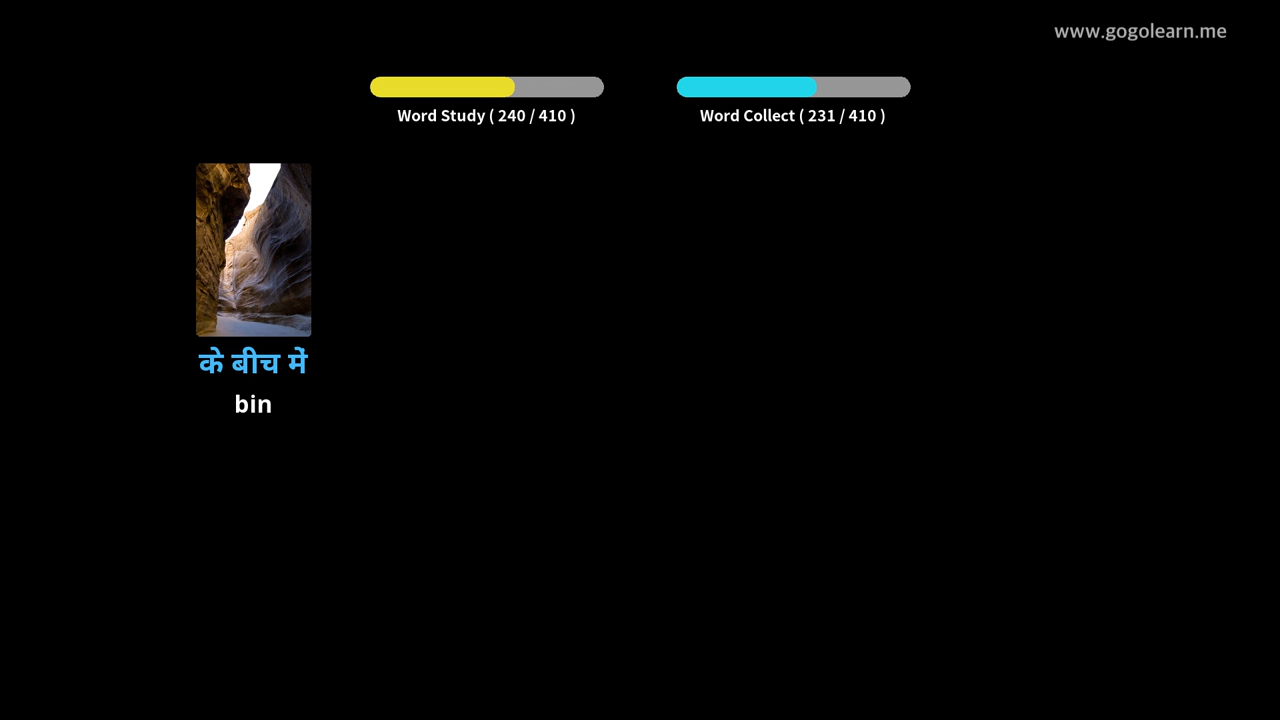 www.gogolearn.me
Word Study ( 240 / 410 )
Word Collect ( 231 / 410 )
के बीच में
bin